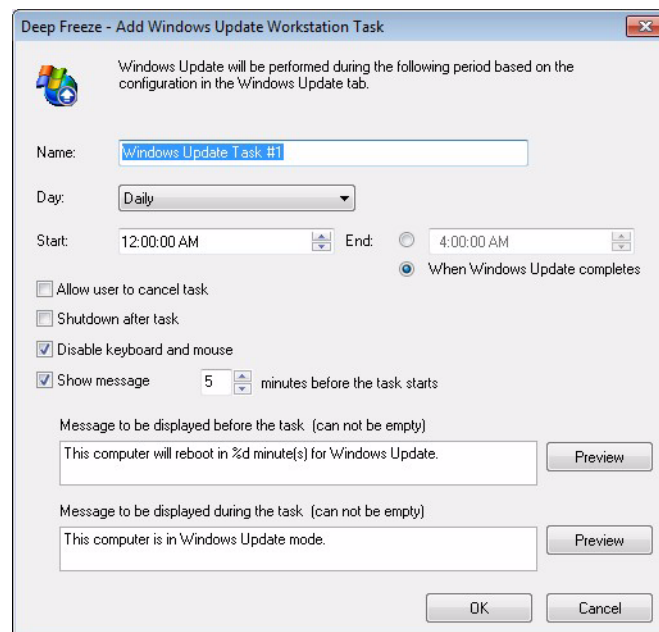 Deep Freeze - Add Windows Update Workstation Task
Windows Update will be performed during the following period based on the
configuration in the Windows Update tab.
Name: Windows Update Task #1
Day: Daily
Start: 12:00:00 AM End: 4:00:00 AM
When Windows Update completes
Allow user to cancel task
Shutdown after task
Disable keyboard and mouse
Show message 5 minutes before the task starts
Message to be displayed before the task (can not be empty)
This computer will reboot in %d minute(s) for Windows Update.
Preview
Message to be displayed during the task (can not be empty)
This computer is in Windows Update mode.
Preview
OK Cancel